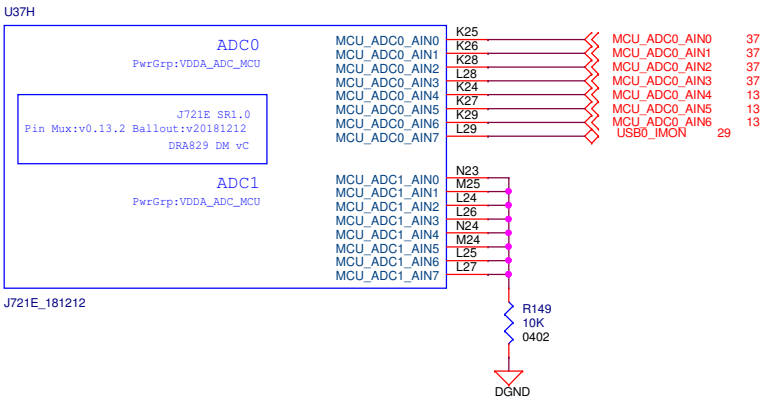 U37H
ADC0
PwrGrp:VDDA_ADC_MCU
J721E SR1.0
Pin Mux:v0.13.2 Ballout:v20181212
DRA829 DM vC
ADC1
PwrGrp:VDDA_ADC_MCU
MCU_ADC0_AIN0 K25 MCU_ADC0_AIN0 37
MCU_ADC0_AIN1 K26 MCU_ADC0_AIN1 37
MCU_ADC0_AIN2 K28 MCU_ADC0_AIN2 37
MCU_ADC0_AIN3 L28 MCU_ADC0_AIN3 37
MCU_ADC0_AIN4 K24 MCU_ADC0_AIN4 13
MCU_ADC0_AIN5 K27 MCU_ADC0_AIN5 13
MCU_ADC0_AIN6 K29 MCU_ADC0_AIN6 13
MCU_ADC0_AIN7 L29 USB0_IMON 29
MCU_ADC1_AIN0 N23
MCU_ADC1_AIN1 M25
MCU_ADC1_AIN2 L24
MCU_ADC1_AIN3 L26
MCU_ADC1_AIN4 N24
MCU_ADC1_AIN5 M24
MCU_ADC1_AIN6 L25
MCU_ADC1_AIN7 L27
J721E_181212
R149
10K
0402
DGND